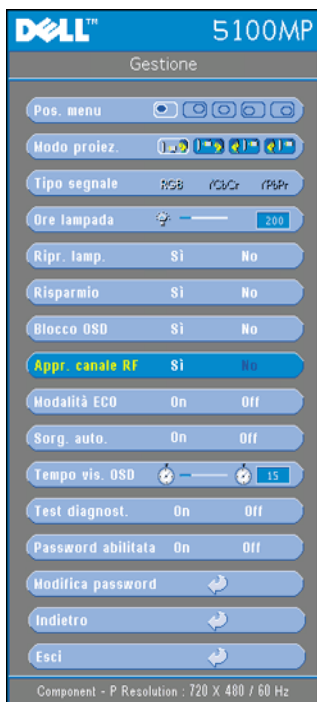 DELL™ 5100MP
Gestione
Pos. menu
Modo proiez.
Tipo segnale RGB YCbCr YPbPr
Ore lampada 200
Ripr. lamp. Sì No
Risparmio Sì No
Blocco OSD Sì No
Appr. canale RF Sì No
Modalità ECO On Off
Sorg. auto. On Off
Tempo vis. OSD 15
Test diagnost. On Off
Password abilitata On Off
Modifica password
Indietro
Esci
Component - P Resolution : 720 X 480 / 60 Hz